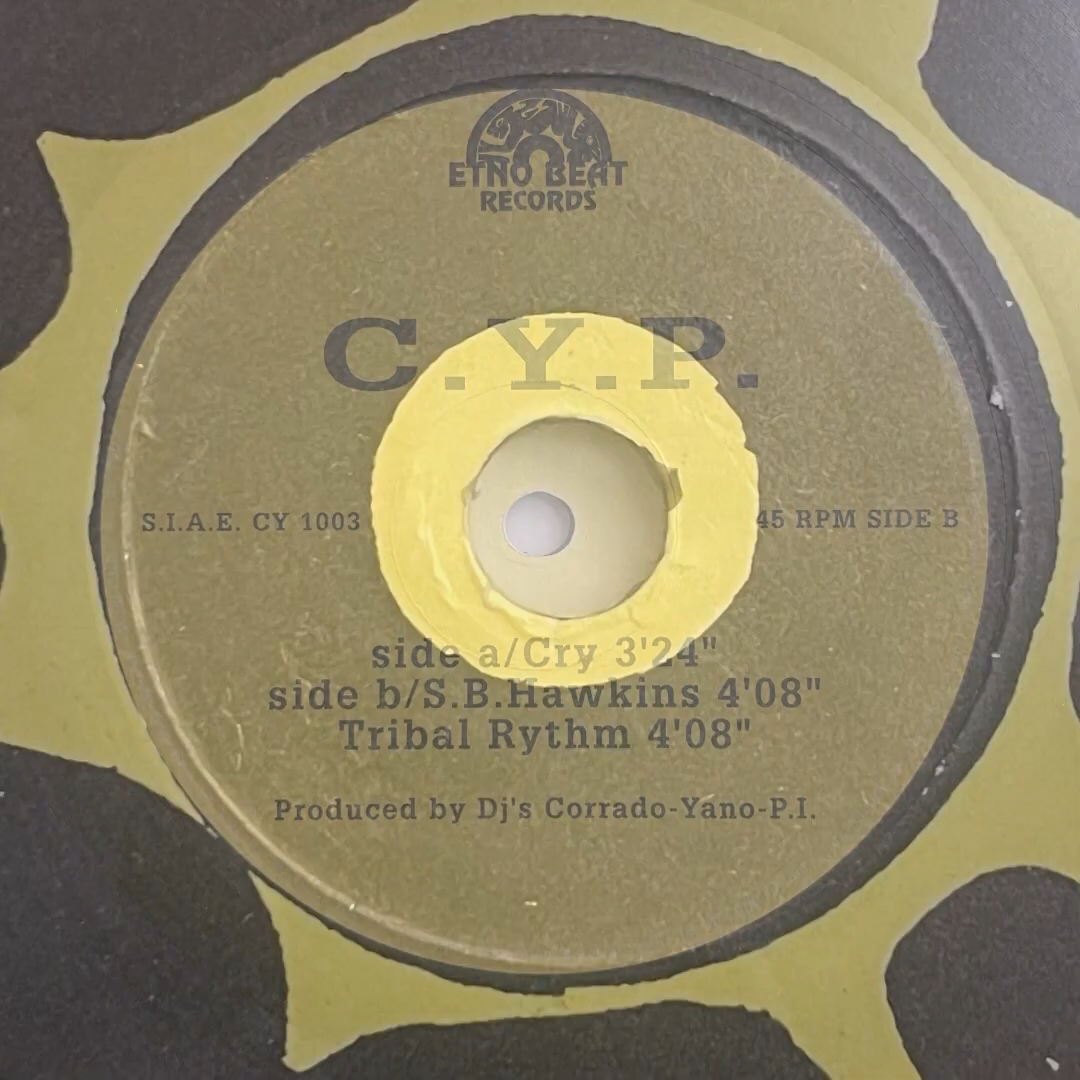 ETNO BEAT
RECORDS
C.Y.P.
S.I.A.E. CY 1003
45 RPM SIDE B
side a/Cry 3'24"
side b/S.B.Hawkins 4'08"
Tribal Rythm 4'08"
Produced by Dj's Corrado-Yano-P.I.